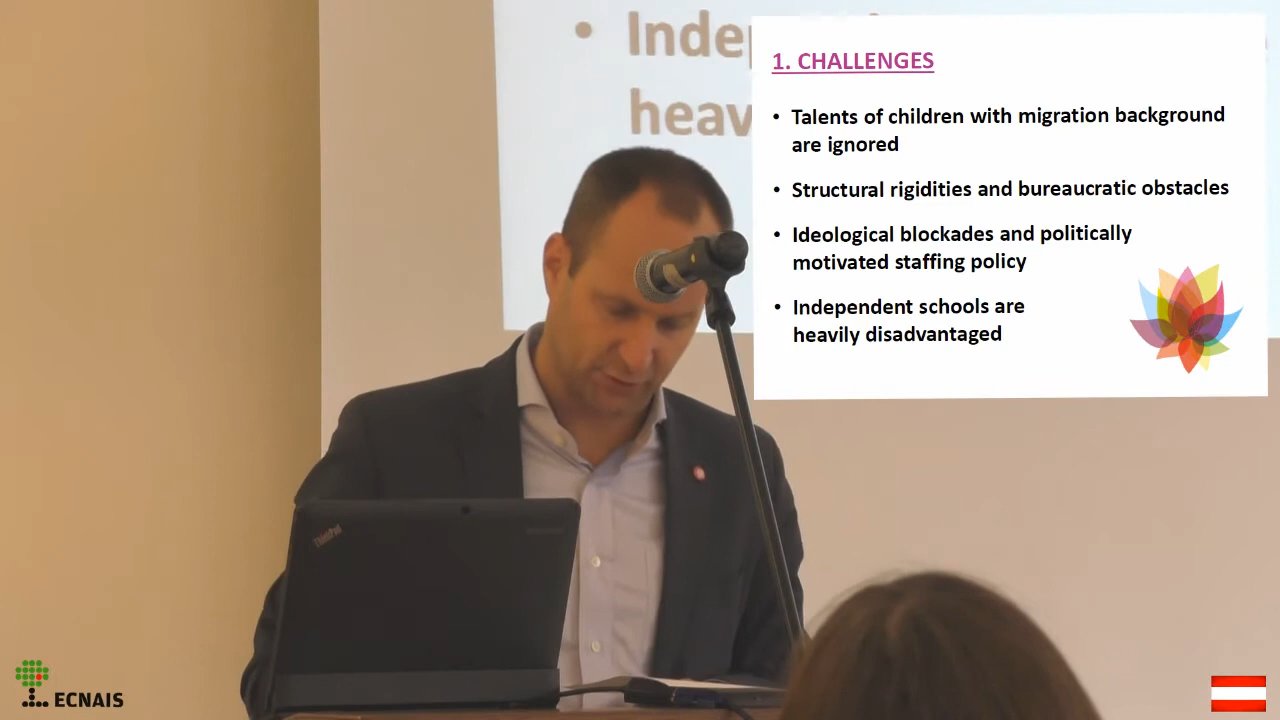 • Inde
heav
1. CHALLENGES
• Talents of children with migration background
are ignored
• Structural rigidities and bureaucratic obstacles
• Ideological blockades and politically
motivated staffing policy
• Independent schools are
heavily disadvantaged
ThinkPad
ECNAIS